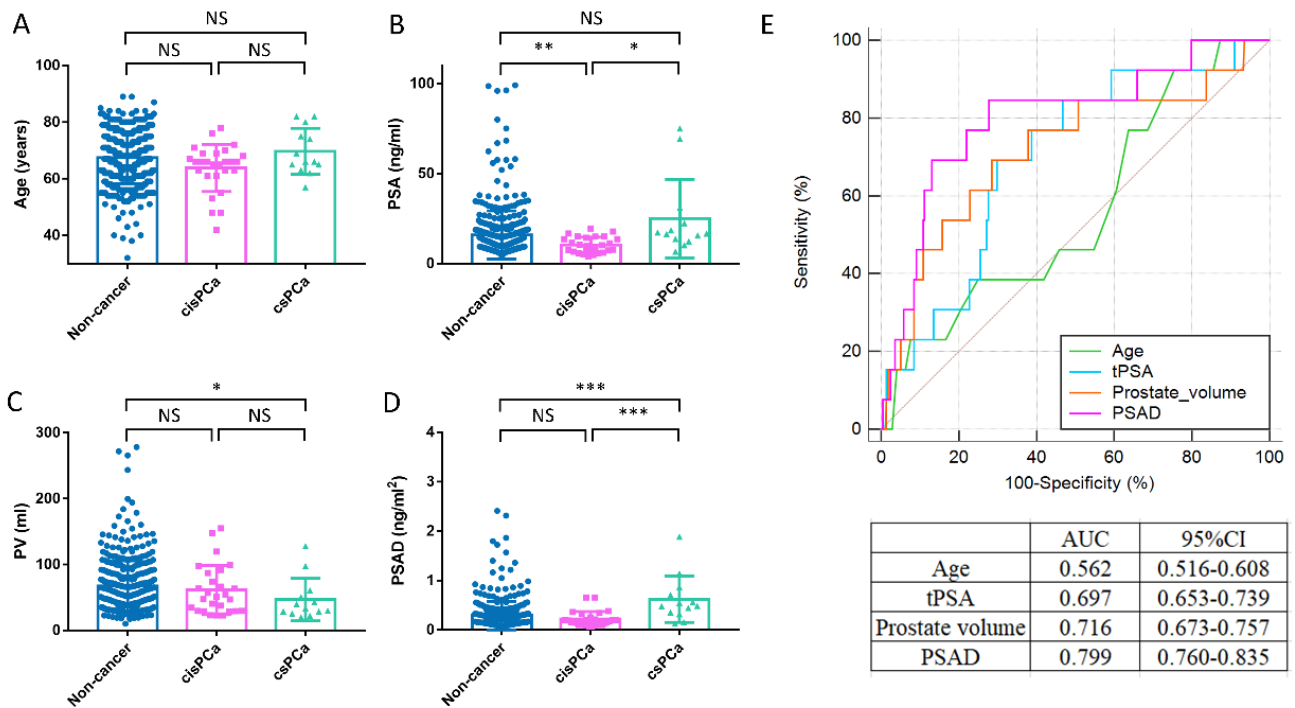 A
NS
NS
NS
Age (years)
100
80
60
40
Non-cancer
cisPCa
csPCa
B
NS
**
*
PSA (ng/ml)
100
50
0
Non-cancer
cisPCa
csPCa
C
*
NS
NS
PV (ml)
300
200
100
0
Non-cancer
cisPCa
csPCa
D
***
NS
***
PSAD (ng/ml²)
4
3
2
1
0
Non-cancer
cisPCa
csPCa
E
Sensitivity (%)
100
80
60
40
20
0
0 20 40 60 80 100
100-Specificity (%)
Age
tPSA
Prostate_volume
PSAD
AUC 95%CI
Age 0.562 0.516-0.608
tPSA 0.697 0.653-0.739
Prostate volume 0.716 0.673-0.757
PSAD 0.799 0.760-0.835